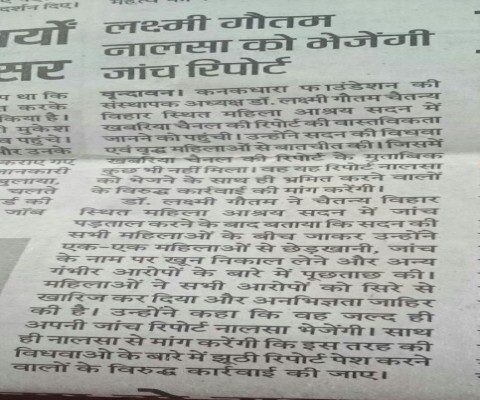 दर्शन दिए।
र्यों
सर
लक्ष्मी गौतम
नालसा को भेजेंगी
जांच रिपोर्ट
वृन्दावन। कनकधारा फाउंडेशन की
संस्थापक अध्यक्ष डॉ. लक्ष्मी गौतम चैतन्य
विहार स्थित महिला आश्रय सदन में
खबरिया चैनल की रिपोर्ट की वास्तविकता
जानने को पहुंची। उन्होंने सदन की विधवा
एवं वृद्ध महिलाओं से बातचीत की। जिसमें
खबरिया चैनल की रिपोर्ट के मुताबिक
कुछ भी नहीं मिला। वह यह रिपोर्ट नालसा
को भेजने के साथ ही भ्रमित करने वालों
के विरुद्ध कार्रवाई की मांग करेंगी।
डॉ. लक्ष्मी गौतम ने चैतन्य विहार
स्थित महिला आश्रय सदन में जांच
पड़ताल करने के बाद बताया कि सदन की
सभी महिलाओं के बीच जाकर उन्होंने
एक-एक महिलाओं से छेड़खानी, जांच
के नाम पर खून निकाल लेने और अन्य
गंभीर आरोपों के बारे में पूछताछ की।
महिलाओं ने सभी आरोपों को सिरे से
खारिज कर दिया और अनभिज्ञता जाहिर
की है। उन्होंने कहा कि वह जल्द ही
अपनी जांच रिपोर्ट नालसा भेजेंगी। साथ
ही नालसा से मांग करेंगी कि इस तरह की
विधवाओ के बारे में झूठी रिपोर्ट पेश करने
वालों के विरुद्ध कार्रवाई की जाए।